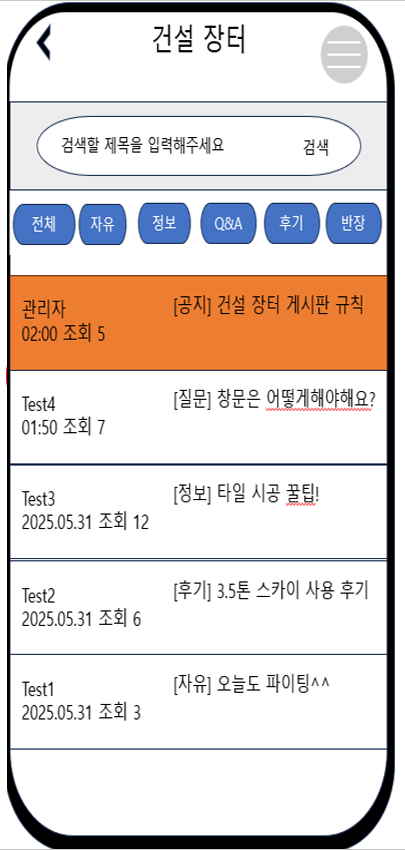 건설 장터
검색할 제목을 입력해주세요 검색
전체 자유 정보 Q&A 후기 반장
관리자 [공지] 건설 장터 게시판 규칙
02:00 조회 5
Test4 [질문] 창문은 어떻게해야해요?
01:50 조회 7
Test3 [정보] 타일 시공 꿀팁!
2025.05.31 조회 12
Test2 [후기] 3.5톤 스카이 사용 후기
2025.05.31 조회 6
Test1 [자유] 오늘도 파이팅^^
2025.05.31 조회 3